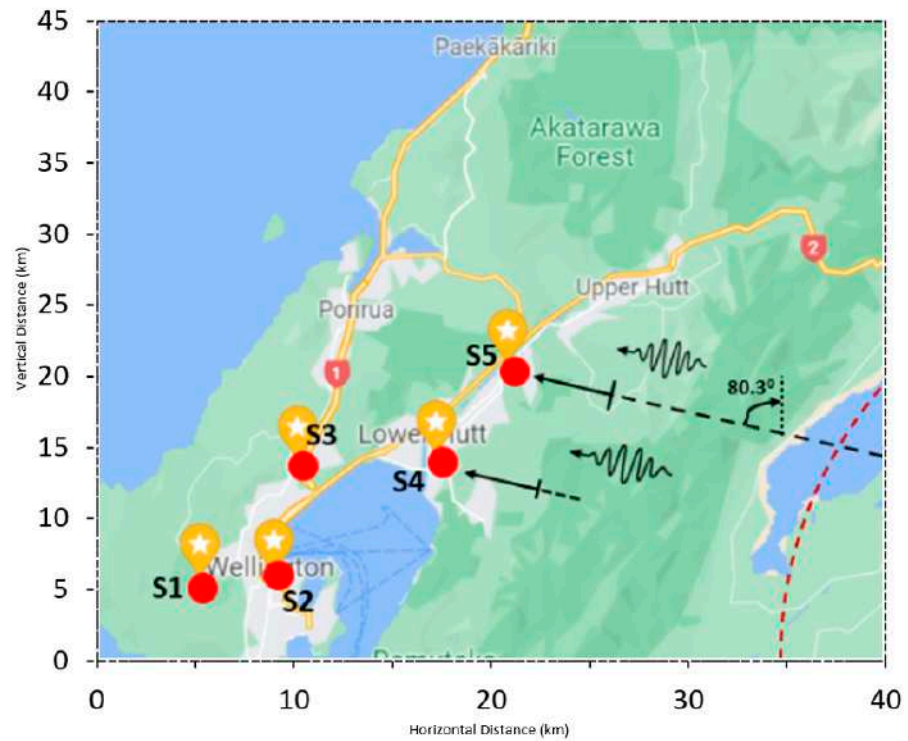 45
40
35
30
25
20
15
10
5
0
Vertical Distance (km)
0
10
20
30
40
Horizontal Distance (km)
Paekākāriki
Akatarawa
Forest
2
Upper Hutt
Porirua
S5
1
80.3⁰
S3
Lower Hutt
S4
Wellington
S1
S2